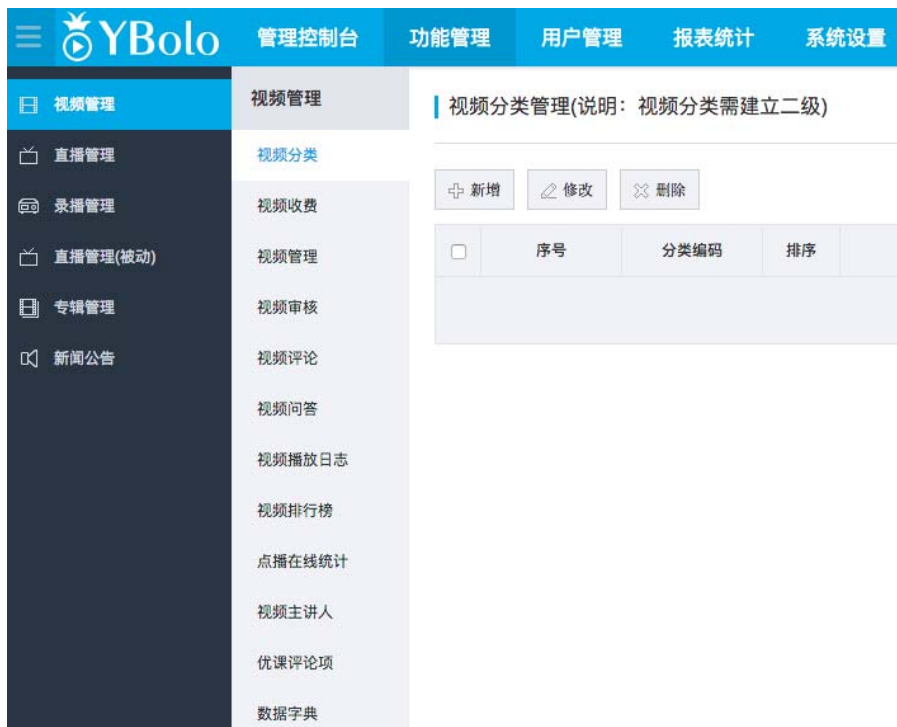 YBolo 管理控制台 功能管理 用户管理 报表统计 系统设置
视频管理
直播管理
录播管理
直播管理(被动)
专辑管理
新闻公告
视频管理
视频分类
视频收费
视频管理
视频审核
视频评论
视频问答
视频播放日志
视频排行榜
点播在线统计
视频主讲人
优课评论项
数据字典
视频分类管理(说明：视频分类需建立二级)
新增 修改 删除
序号 分类编码 排序